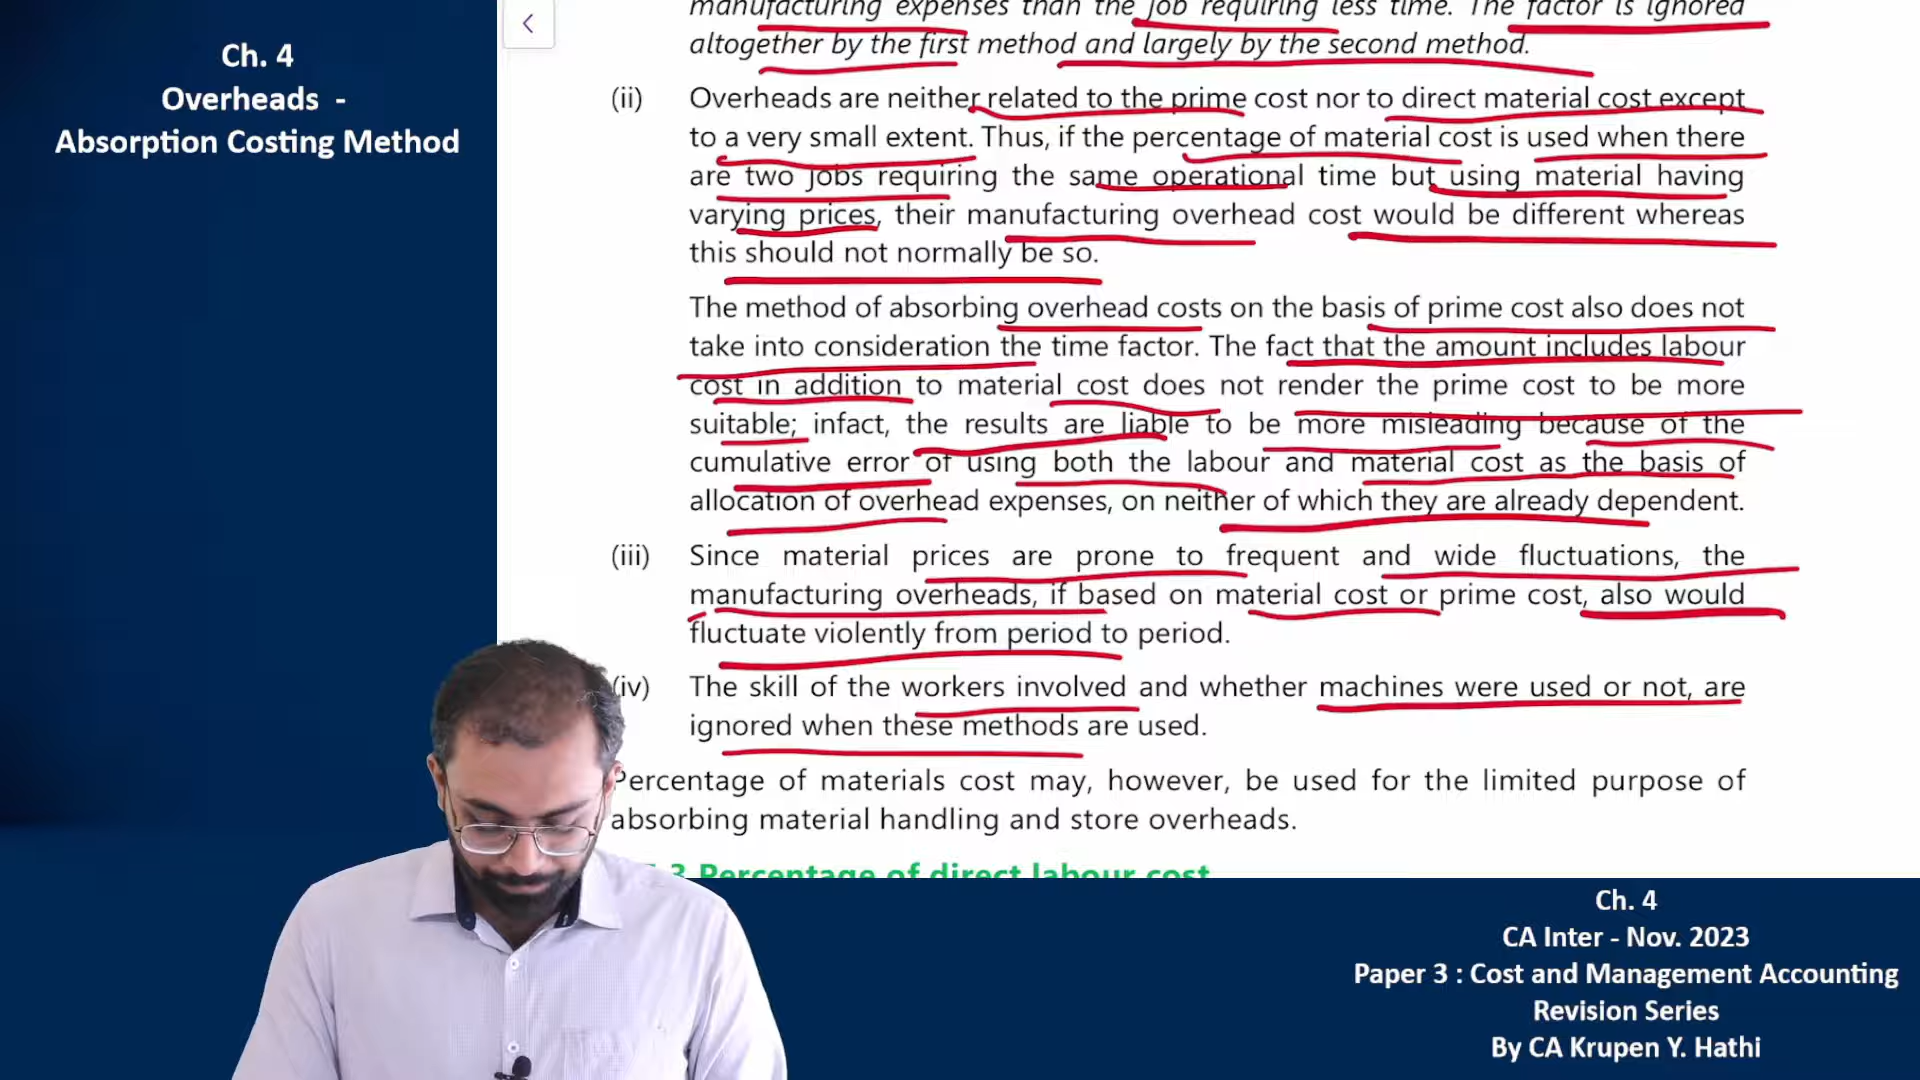 Ch. 4
Overheads -
Absorption Costing Method
manufacturing expenses than the job requiring less time. The factor is ignored
altogether by the first method and largely by the second method.
(ii) Overheads are neither related to the prime cost nor to direct material cost except
to a very small extent. Thus, if the percentage of material cost is used when there
are two jobs requiring the same operational time but using material having
varying prices, their manufacturing overhead cost would be different whereas
this should not normally be so.
The method of absorbing overhead costs on the basis of prime cost also does not
take into consideration the time factor. The fact that the amount includes labour
cost in addition to material cost does not render the prime cost to be more
suitable; infact, the results are liable to be more misleading because of the
cumulative error of using both the labour and material cost as the basis of
allocation of overhead expenses, on neither of which they are already dependent.
(iii) Since material prices are prone to frequent and wide fluctuations, the
manufacturing overheads, if based on material cost or prime cost, also would
fluctuate violently from period to period.
(iv) The skill of the workers involved and whether machines were used or not, are
ignored when these methods are used.
Percentage of materials cost may, however, be used for the limited purpose of
absorbing material handling and store overheads.
3 Percentage of direct labour cost
Ch. 4
CA Inter - Nov. 2023
Paper 3 : Cost and Management Accounting
Revision Series
By CA Krupen Y. Hathi